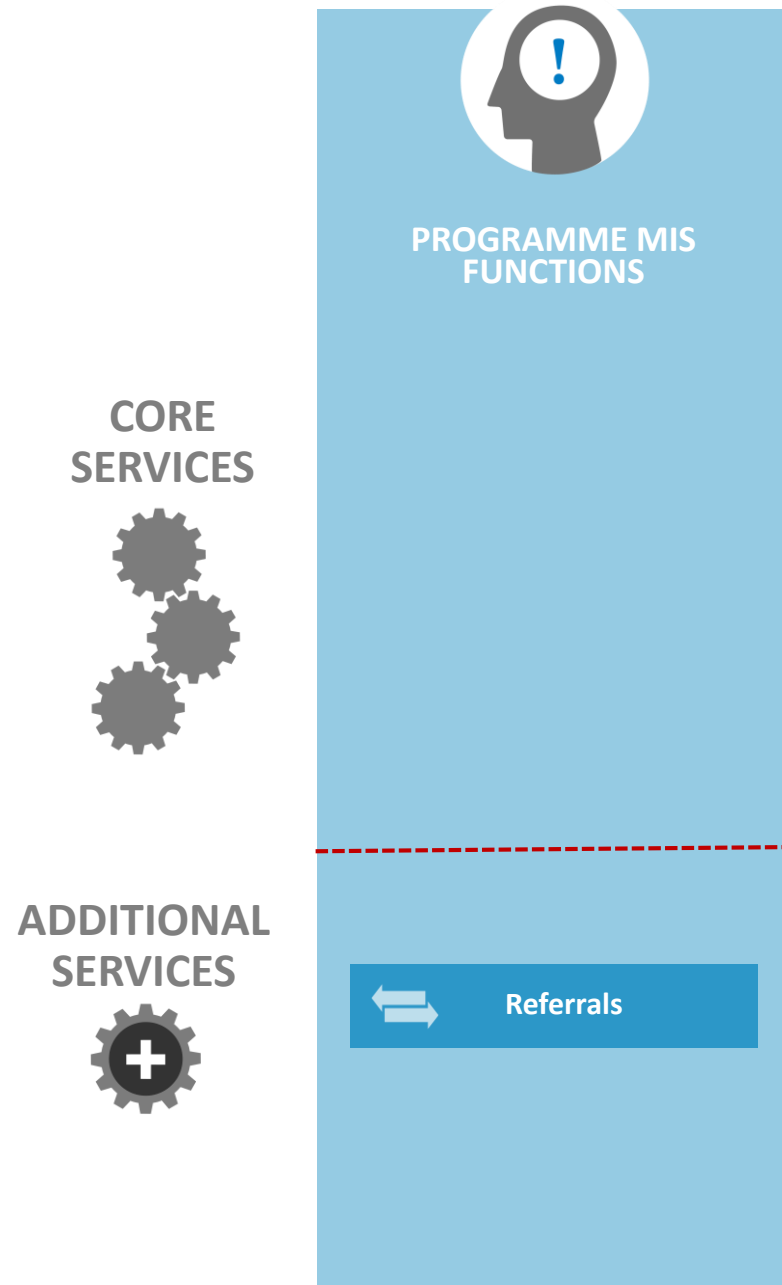 PROGRAMME MIS
FUNCTIONS
CORE
SERVICES
ADDITIONAL
SERVICES
Referrals